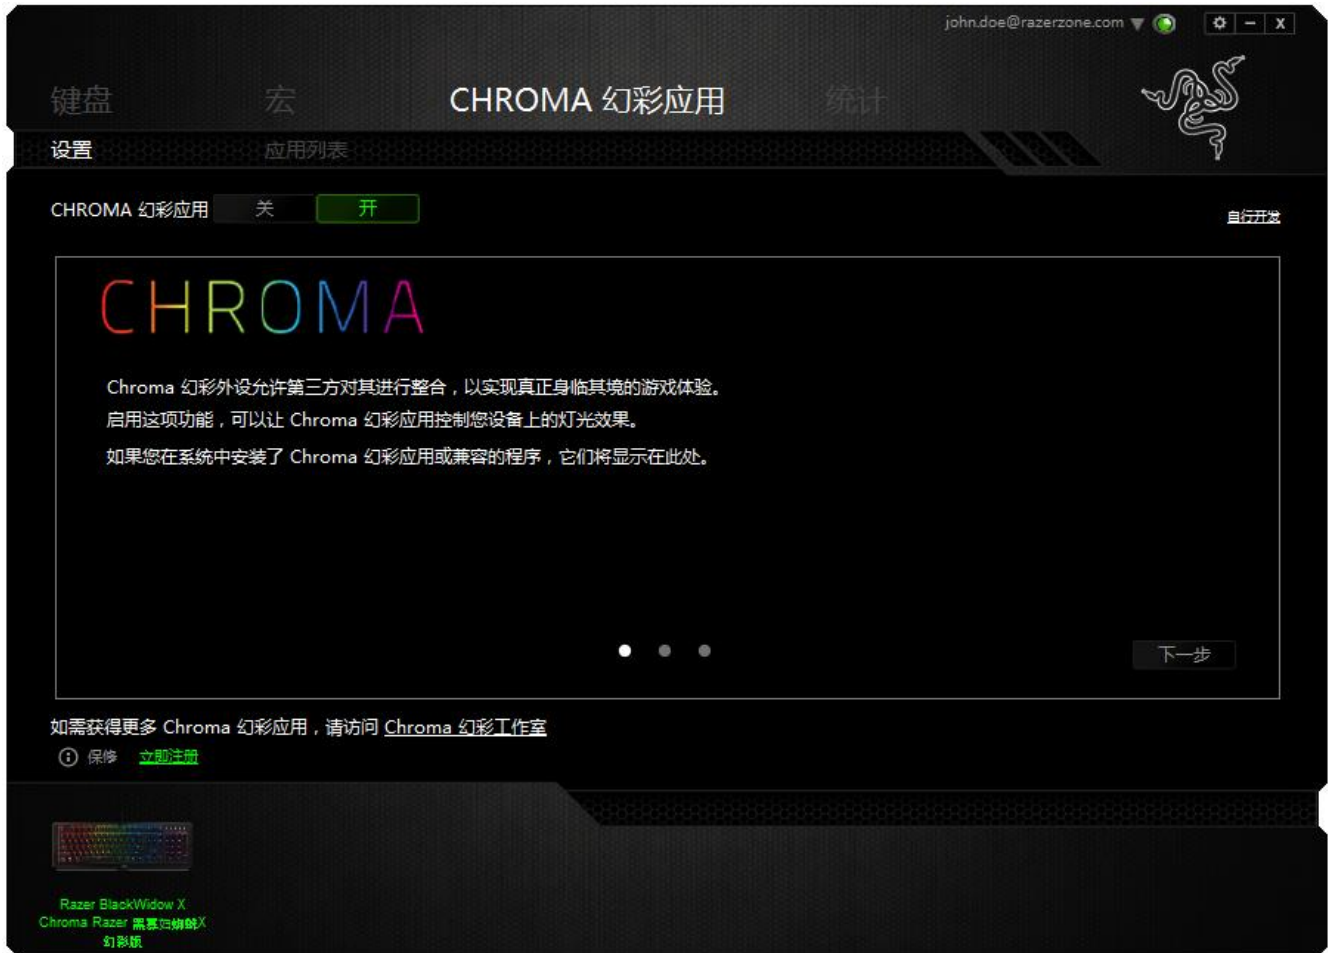 john.doe@razerzone.com
键盘 宏 CHROMA 幻彩应用 统计
设置 应用列表
CHROMA 幻彩应用 关 开 自行开发
CHROMA
Chroma 幻彩外设允许第三方对其进行整合，以实现真正身临其境的游戏体验。
启用这项功能，可以让 Chroma 幻彩应用控制您设备上的灯光效果。
如果您在系统中安装了 Chroma 幻彩应用或兼容的程序，它们将显示在此处。
下一步
如需获得更多 Chroma 幻彩应用，请访问 Chroma 幻彩工作室
保修 立即注册
Razer BlackWidow X
Chroma Razer 黑寡妇蜘蛛X
幻彩版